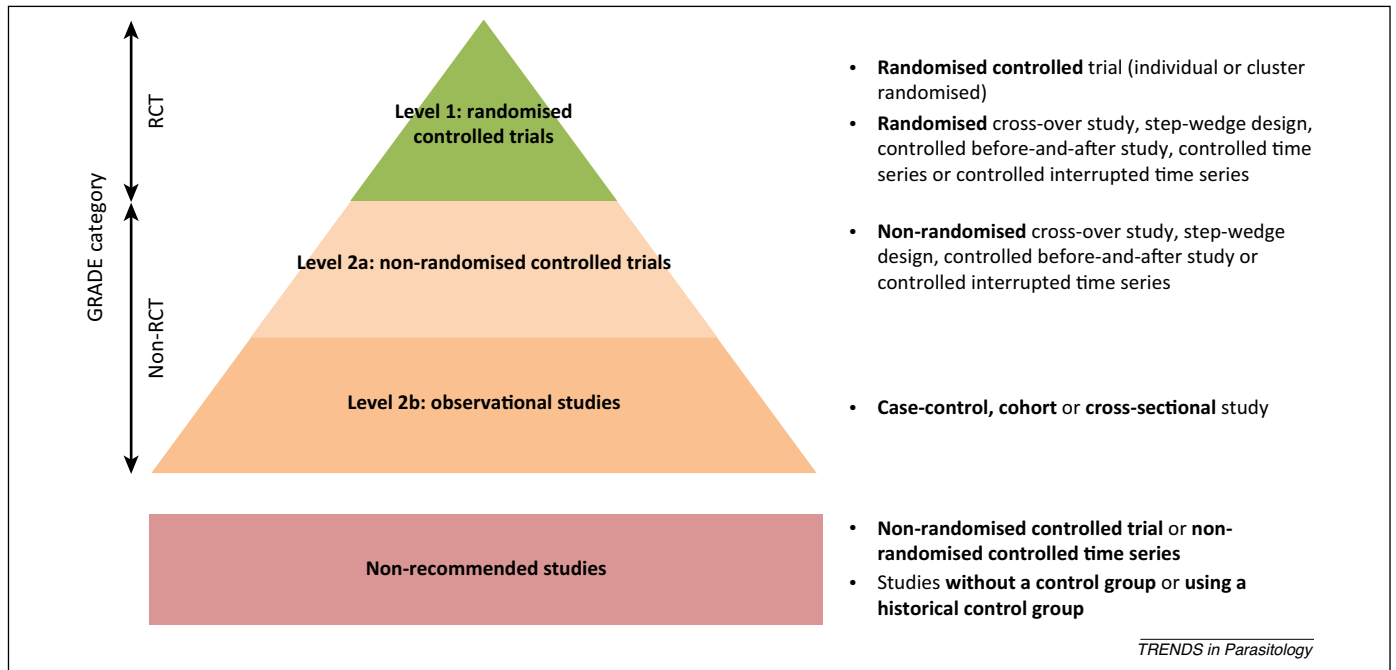 GRADE category
RCT
Non-RCT
Level 1: randomised
controlled trials
Level 2a: non-randomised controlled trials
Level 2b: observational studies
Non-recommended studies
• Randomised controlled trial (individual or cluster
randomised)
• Randomised cross-over study, step-wedge design,
controlled before-and-after study, controlled time
series or controlled interrupted time series
• Non-randomised cross-over study, step-wedge
design, controlled before-and-after study or
controlled interrupted time series
• Case-control, cohort or cross-sectional study
• Non-randomised controlled trial or non-
randomised controlled time series
• Studies without a control group or using a
historical control group
TRENDS in Parasitology